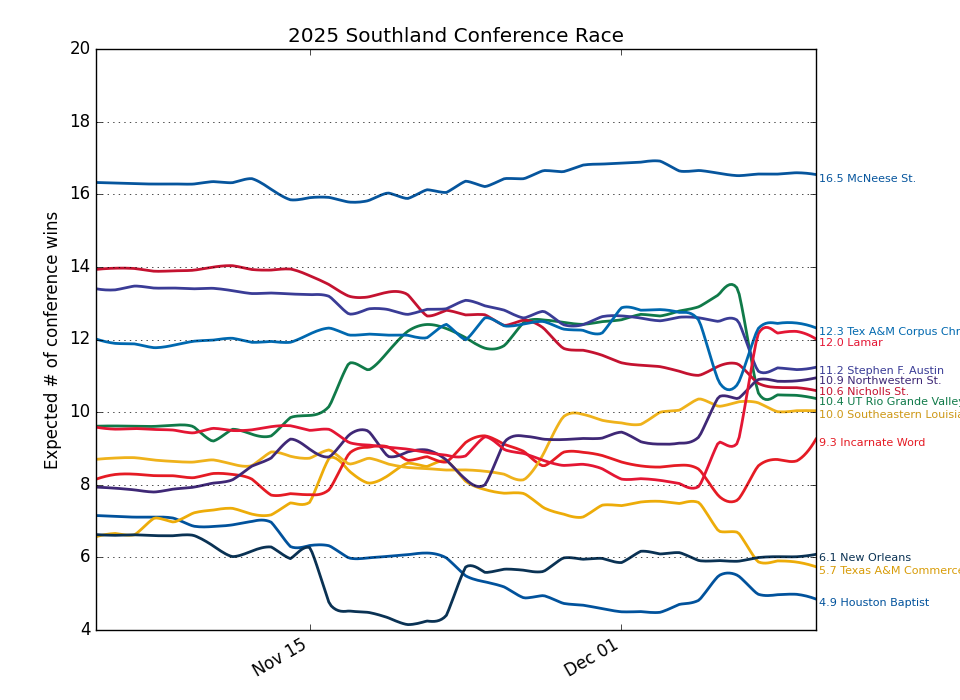 2025 Southland Conference Race
Expected # of conference wins
20
18
16
14
12
10
8
6
4
Nov 15
Dec 01
16.5 McNeese St.
12.3 Tex A&M Corpus Chr
12.0 Lamar
11.2 Stephen F. Austin
10.9 Northwestern St.
10.6 Nicholls St.
10.4 UT Rio Grande Valley
10.0 Southeastern Louisia
9.3 Incarnate Word
6.1 New Orleans
5.7 Texas A&M Commerce
4.9 Houston Baptist